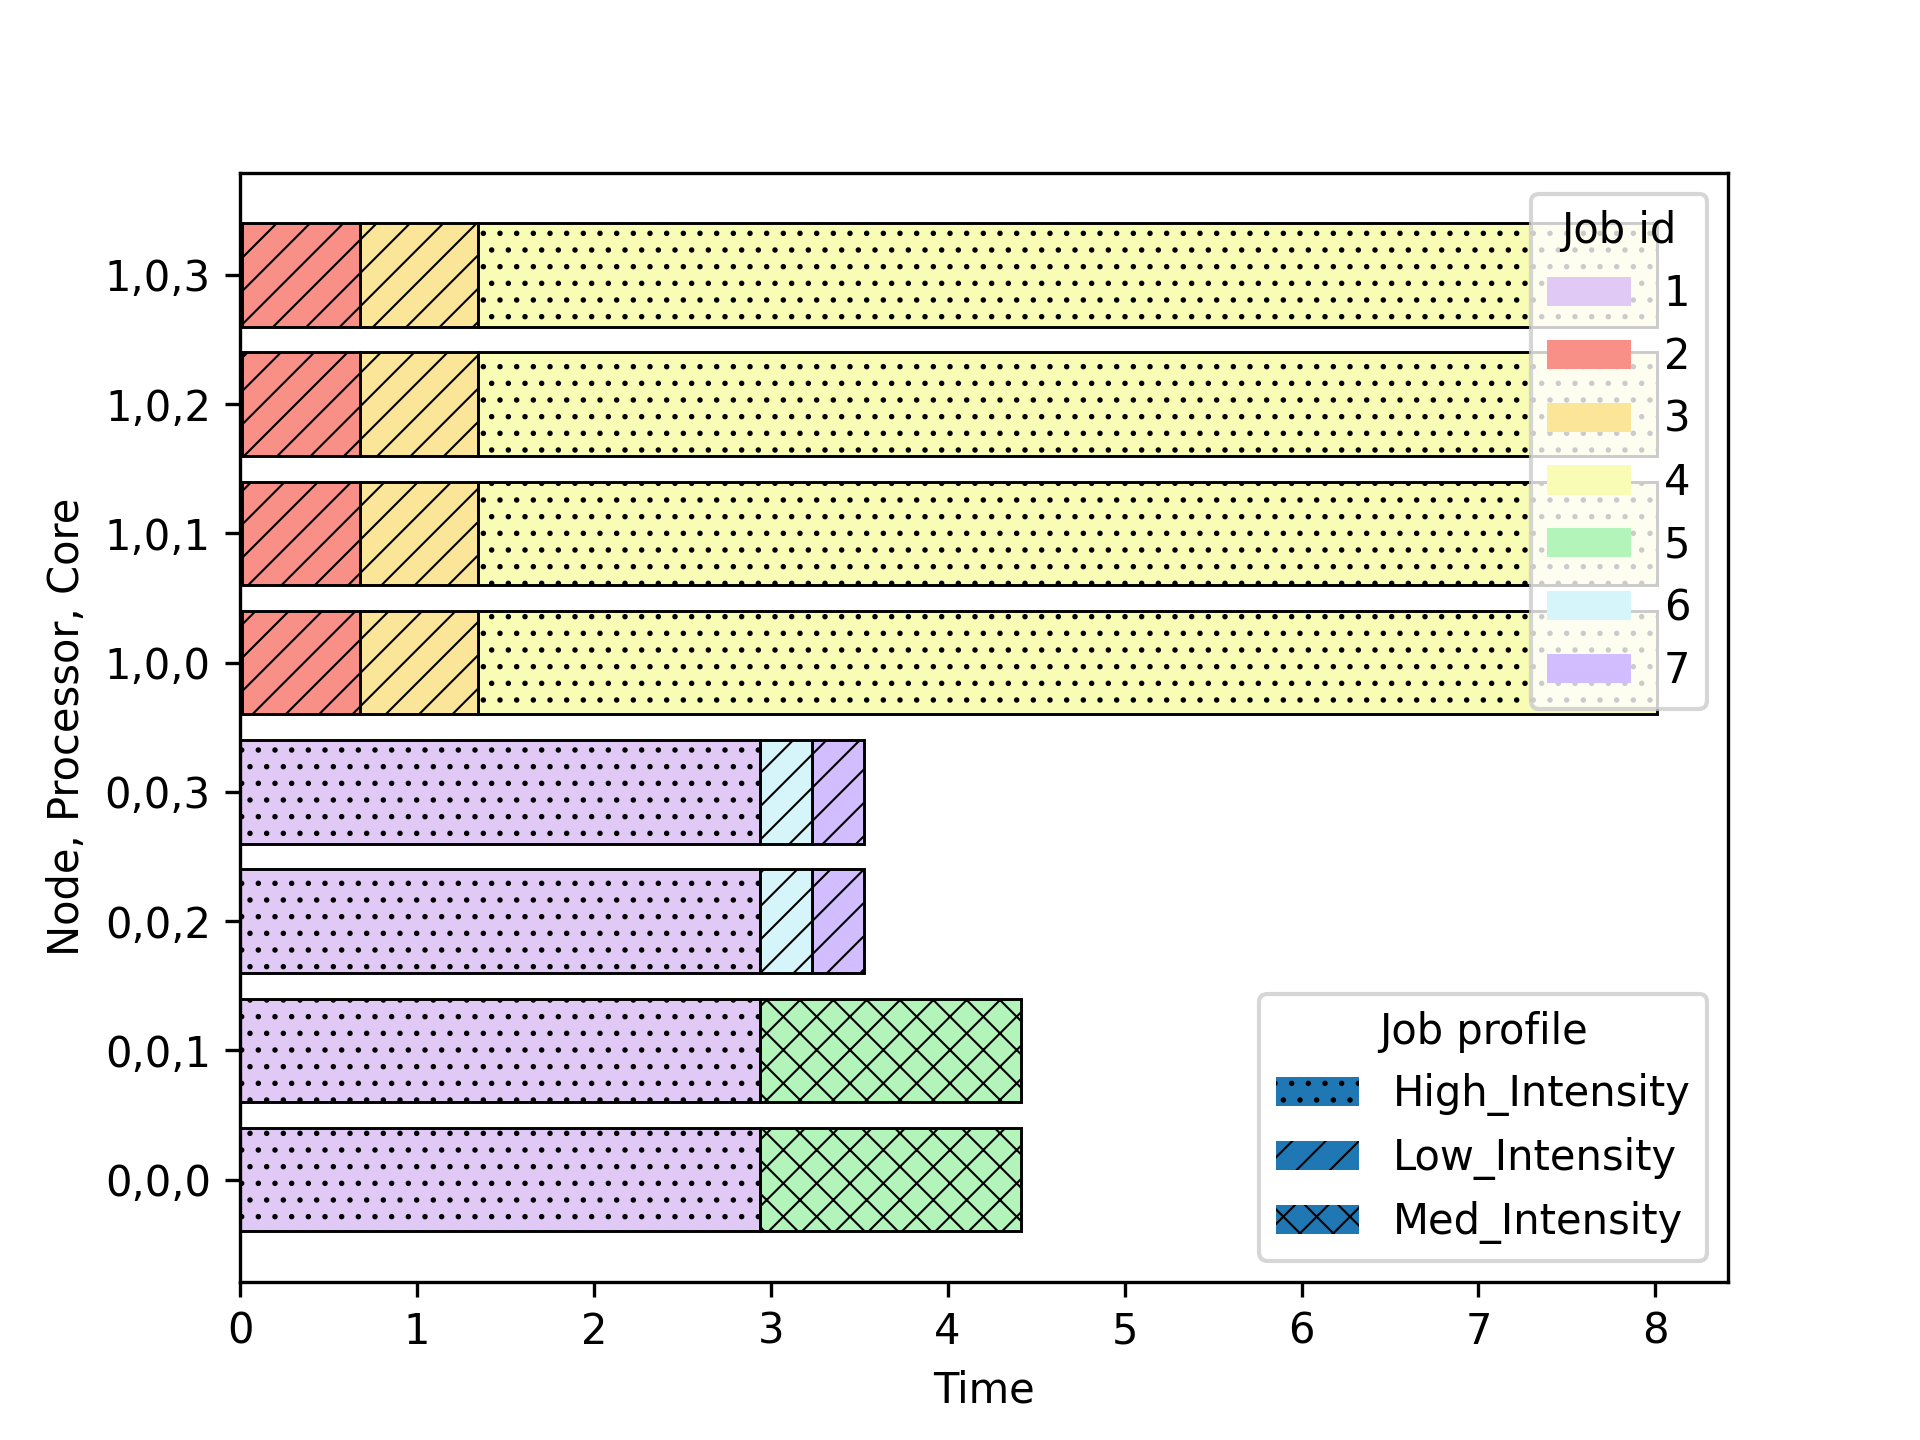 Job id
1
2
3
4
5
6
7
1,0,3
1,0,2
1,0,1
1,0,0
0,0,3
0,0,2
0,0,1
0,0,0
Node, Processor, Core
Job profile
High_Intensity
Low_Intensity
Med_Intensity
0 1 2 3 4 5 6 7 8
Time